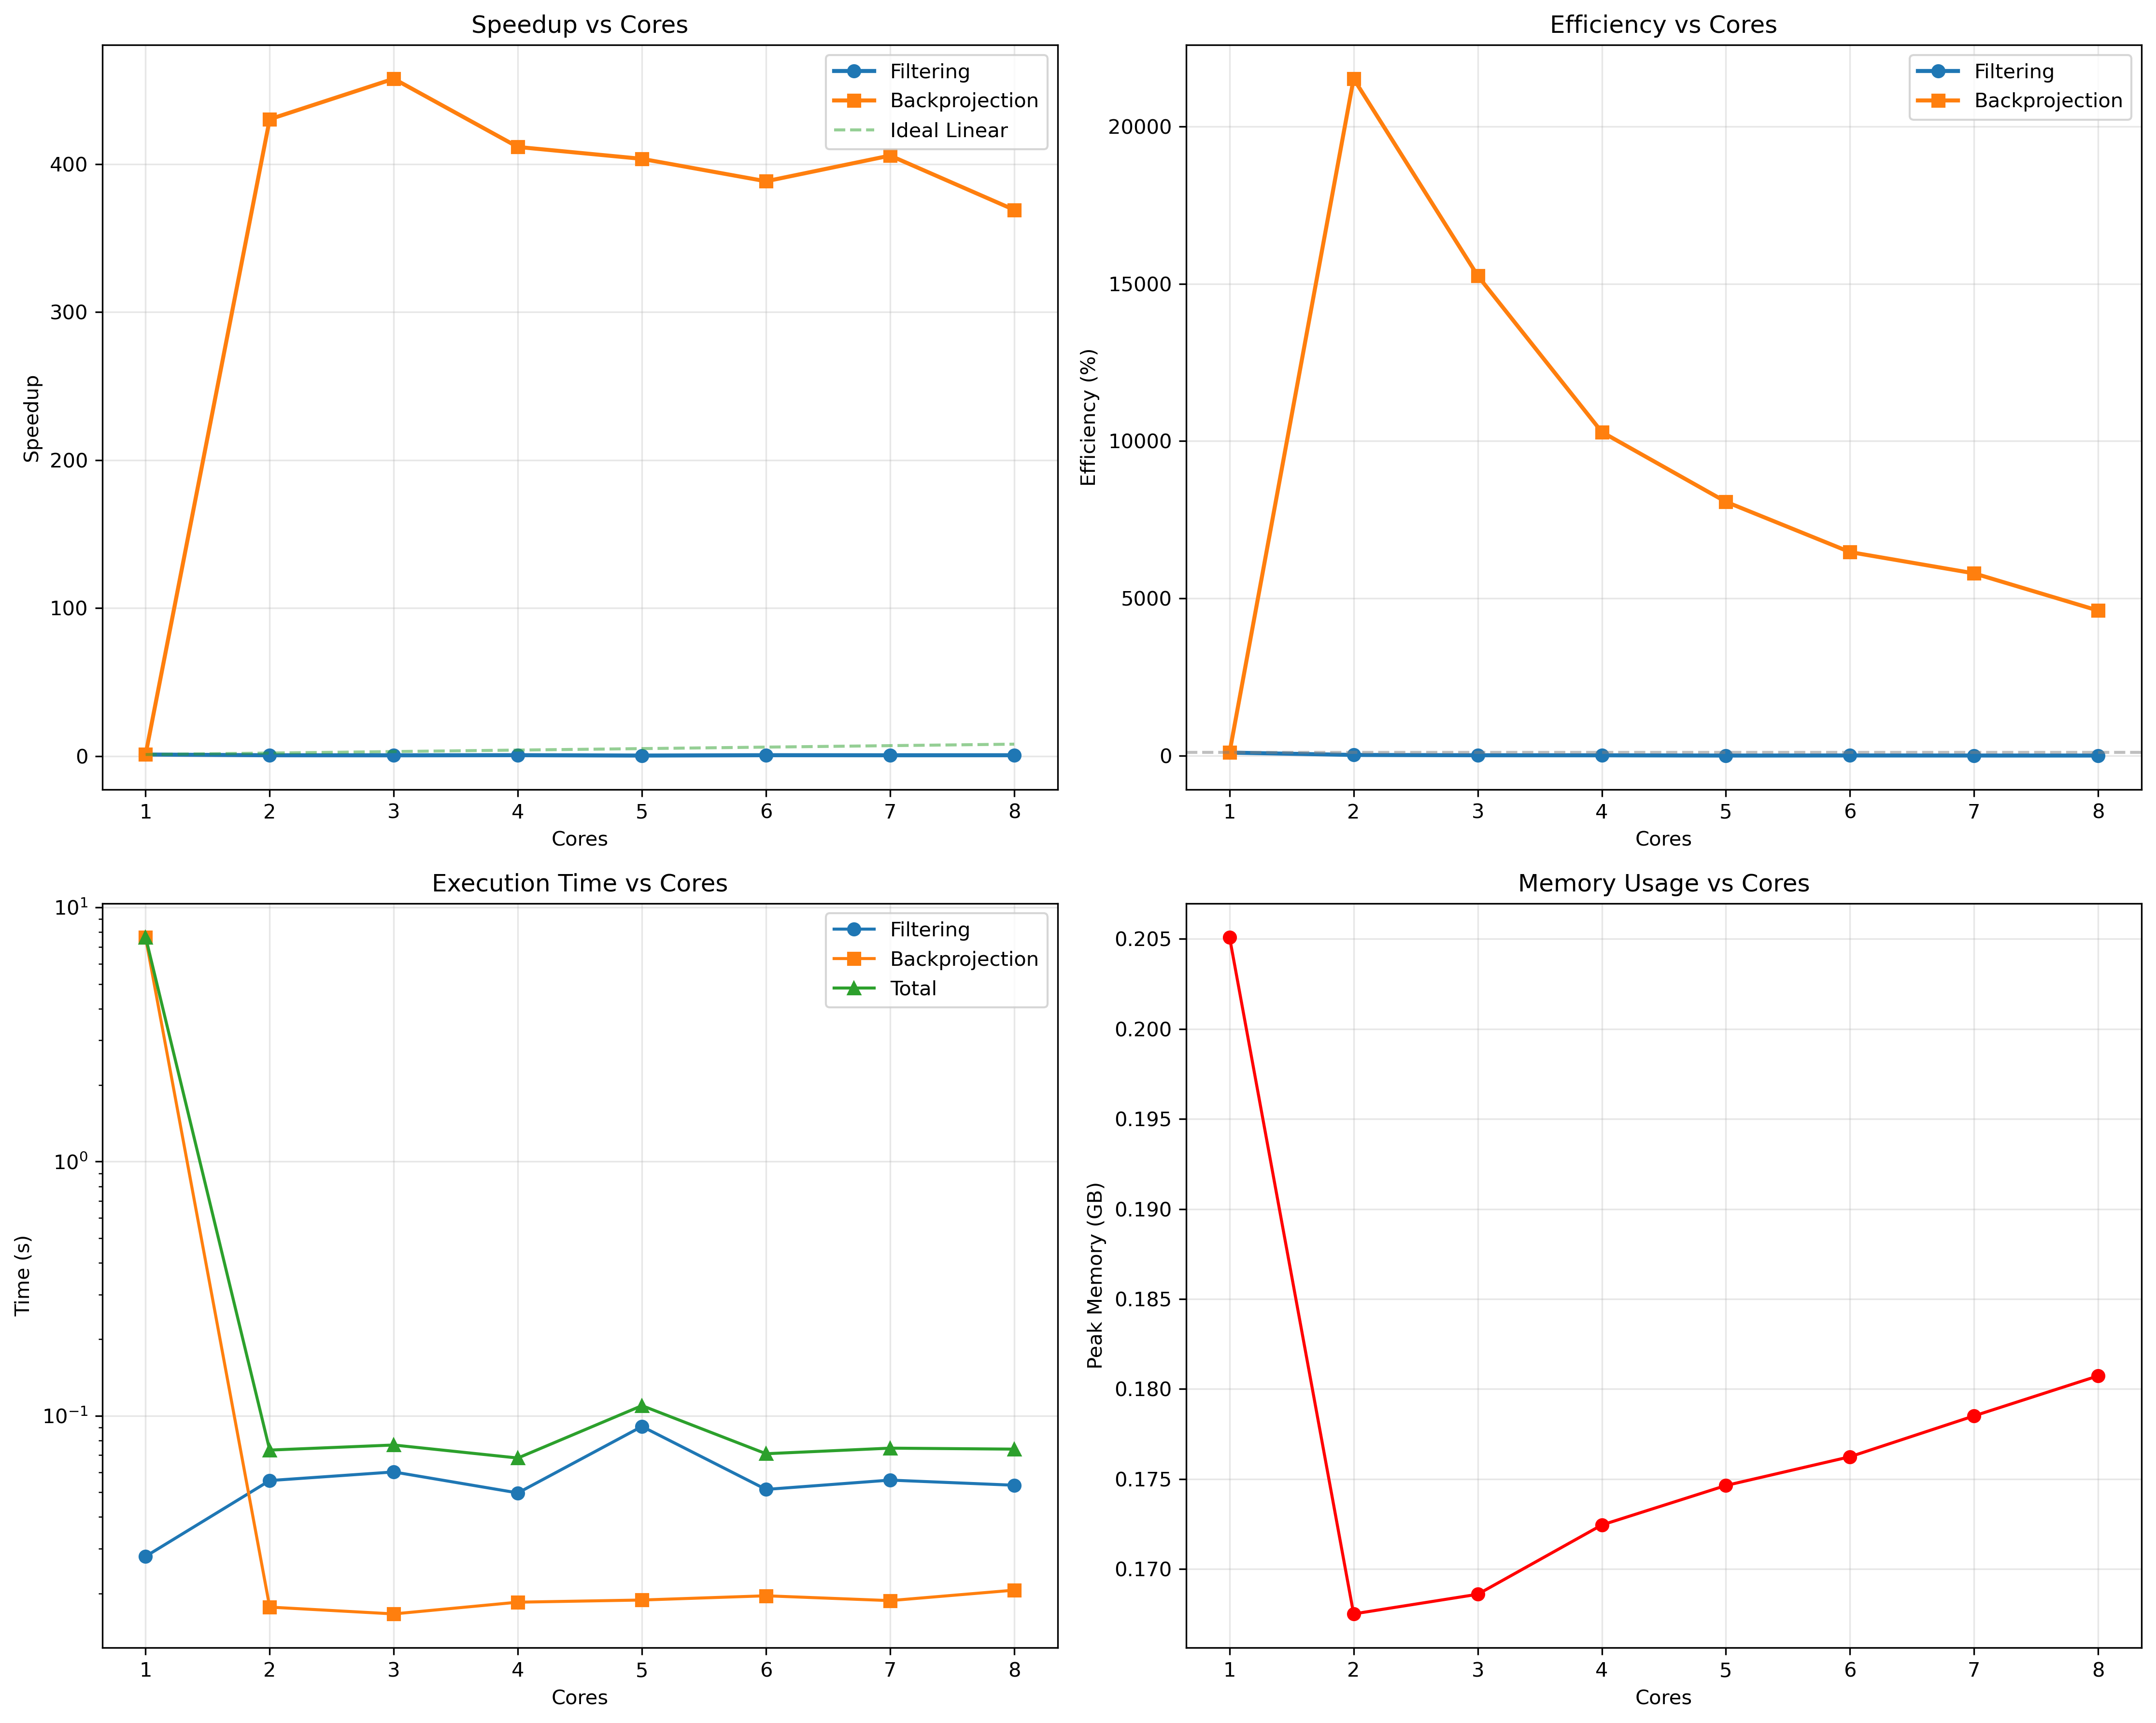 Speedup vs Cores
Speedup
400
300
200
100
0
Filtering
Backprojection
Ideal Linear
1 2 3 4 5 6 7 8
Cores
Efficiency vs Cores
Efficiency (%)
20000
15000
10000
5000
0
Filtering
Backprojection
1 2 3 4 5 6 7 8
Cores
Execution Time vs Cores
Time (s)
10¹
10⁰
10⁻¹
Filtering
Backprojection
Total
1 2 3 4 5 6 7 8
Cores
Memory Usage vs Cores
Peak Memory (GB)
0.205
0.200
0.195
0.190
0.185
0.180
0.175
0.170
1 2 3 4 5 6 7 8
Cores